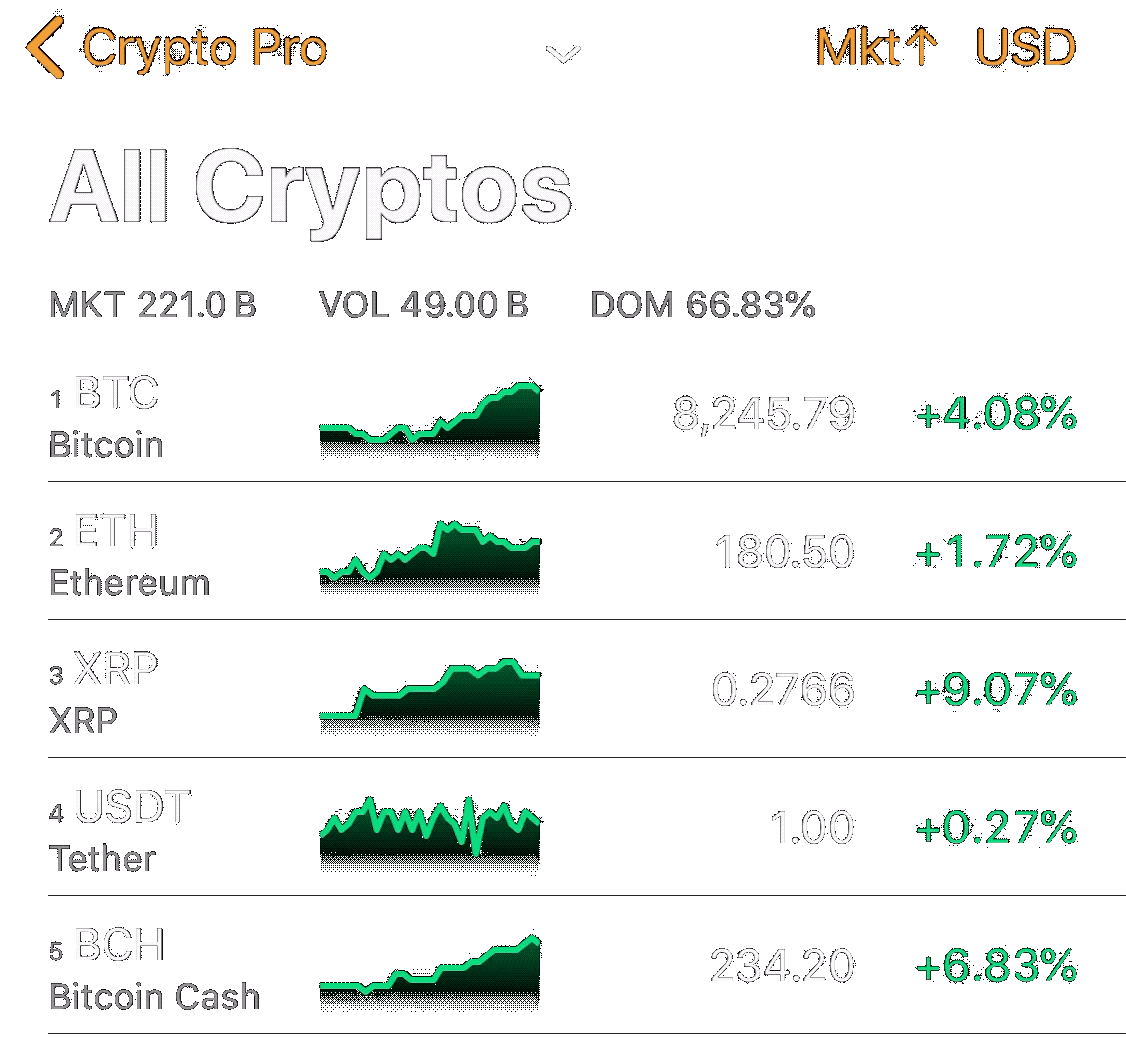 Crypto Pro Mkt↑ USD
All Cryptos
MKT 221.0 B VOL 49.00 B DOM 66.83%
1 BTC 8,245.79 +4.08%
Bitcoin
2 ETH 180.50 +1.72%
Ethereum
3 XRP 0.2766 +9.07%
XRP
4 USDT 1.00 +0.27%
Tether
5 BCH 234.20 +6.83%
Bitcoin Cash